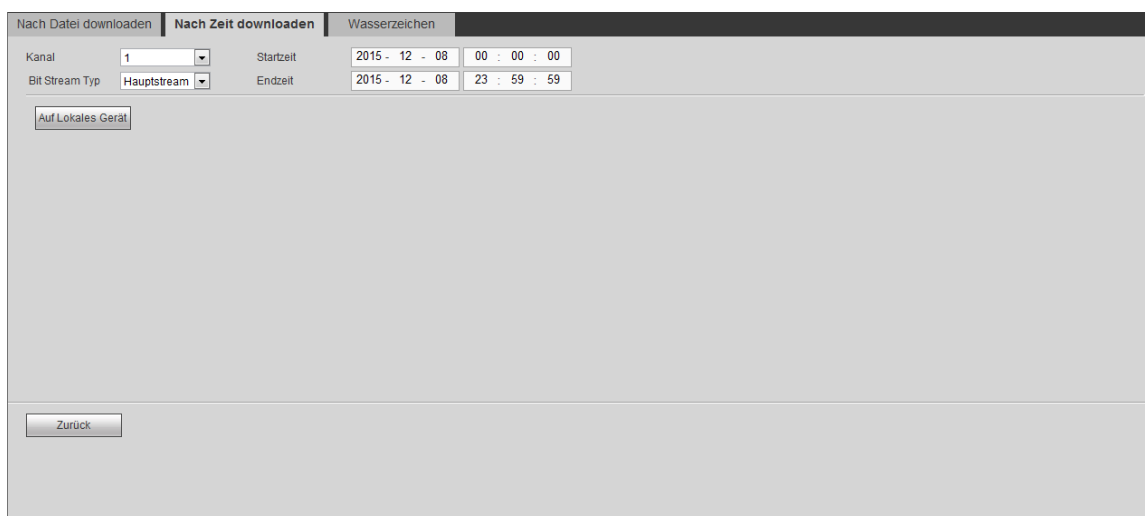 Nach Datei downloaden Nach Zeit downloaden Wasserzeichen
Kanal 1 Startzeit 2015 - 12 - 08 00 : 00 : 00
Bit Stream Typ Hauptstream Endzeit 2015 - 12 - 08 23 : 59 : 59
Auf Lokales Gerät
Zurück